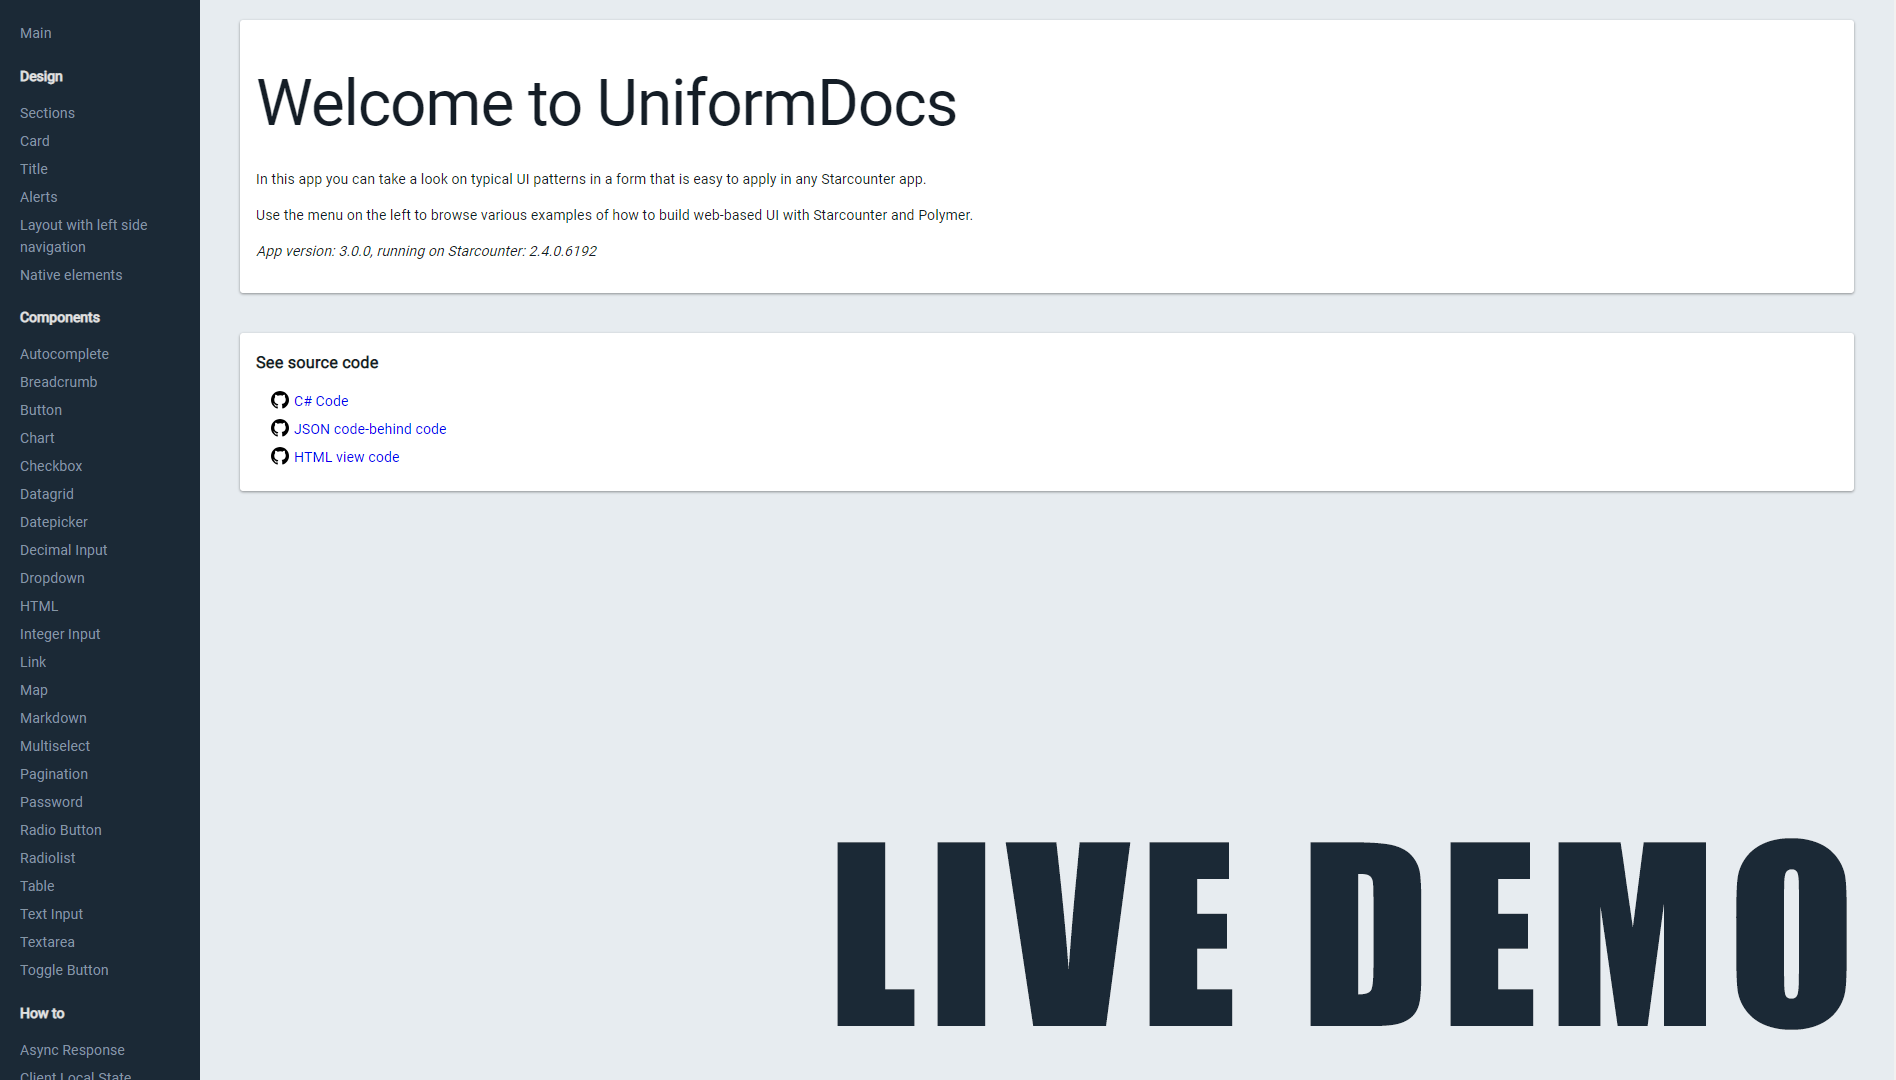 Main
Design
Sections
Card
Title
Alerts
Layout with left side
navigation
Native elements
Components
Autocomplete
Breadcrumb
Button
Chart
Checkbox
Datagrid
Datepicker
Decimal Input
Dropdown
HTML
Integer Input
Link
Map
Markdown
Multiselect
Pagination
Password
Radio Button
Radiolist
Table
Text Input
Textarea
Toggle Button
How to
Async Response
Client Local State
Welcome to UniformDocs
In this app you can take a look on typical UI patterns in a form that is easy to apply in any Starcounter app.
Use the menu on the left to browse various examples of how to build web-based UI with Starcounter and Polymer.
App version: 3.0.0, running on Starcounter: 2.4.0.6192
See source code
C# Code
JSON code-behind code
HTML view code
LIVE DEMO